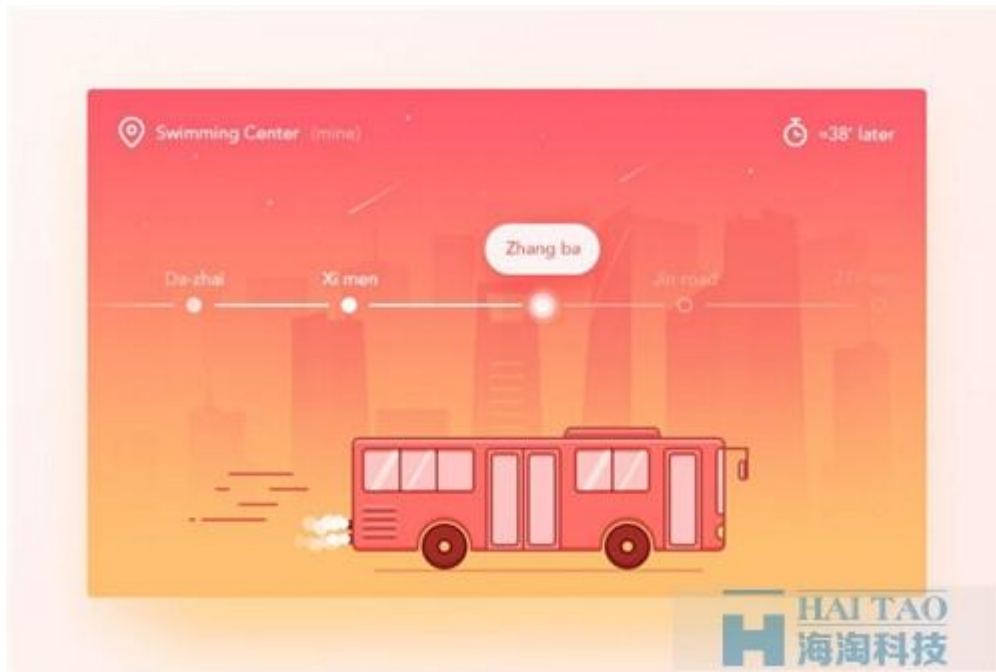 Swimming Center (mine)
≈38' later
Zhang ba
Da-zhai
Xi men
Jin road
HAI TAO
海淘科技